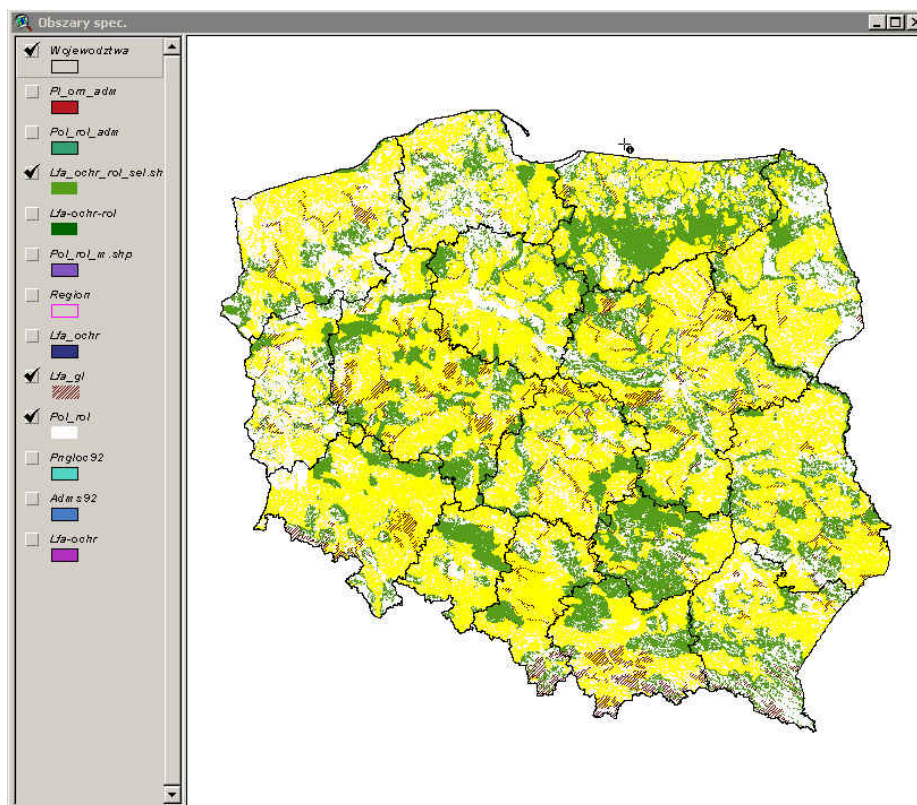 Obszary spec.
Wojewodztwa
Pl_orn_adm
Pol_rol_adm
Lfa_ochr_rol_sel.sh
Lfa-ochr-rol
Pol_rol_m.shp
Region
Lfa_ochr
Lfa_gl
Pol_rol
Pngloc92
Adms92
Lfa-ochr